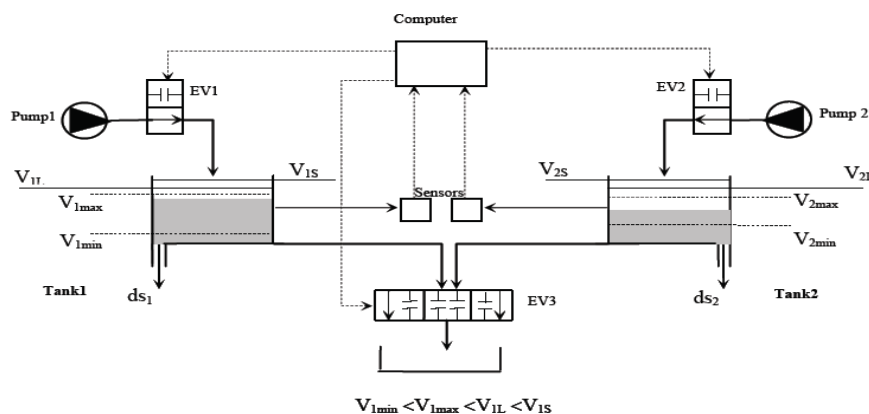 Computer
EV1
EV2
Pump1
Pump 2
V1L
V1S
V2S
V2L
Sensors
V1max
V2max
V1min
V2min
Tank1
ds1
EV3
ds2
Tank2
V1min <V1max <V1L <V1S